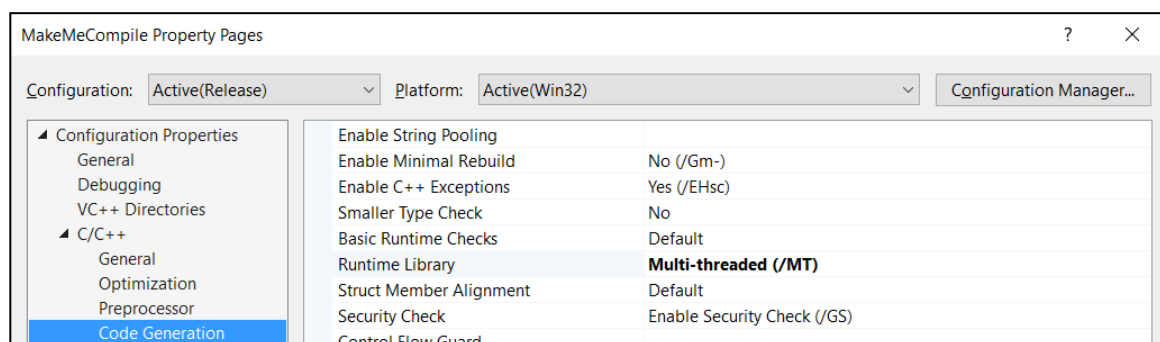 MakeMeCompile Property Pages ? ×
Configuration: Active(Release) Platform: Active(Win32) Configuration Manager...
Configuration Properties
General
Debugging
VC++ Directories
C/C++
General
Optimization
Preprocessor
Code Generation
Enable String Pooling
Enable Minimal Rebuild No (/Gm-)
Enable C++ Exceptions Yes (/EHsc)
Smaller Type Check No
Basic Runtime Checks Default
Runtime Library Multi-threaded (/MT)
Struct Member Alignment Default
Security Check Enable Security Check (/GS)
Control Flow Guard